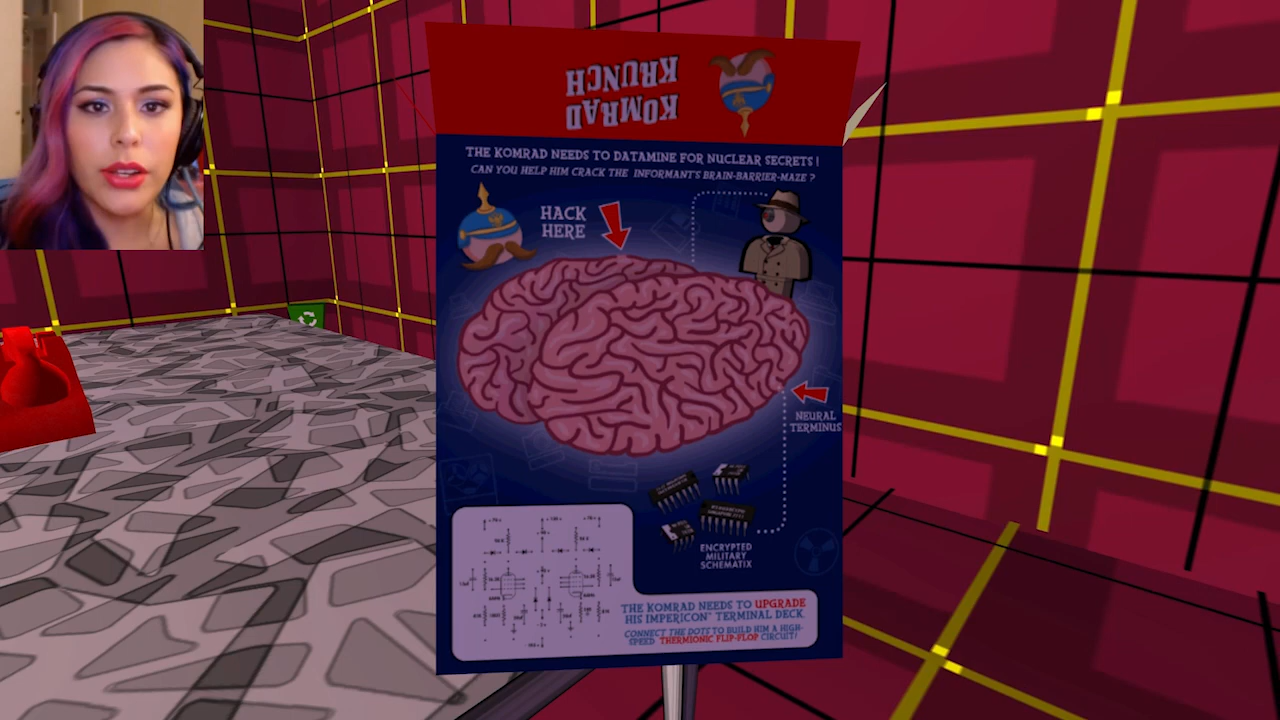 KOMRAD
KRUNCH
THE KOMRAD NEEDS TO DATAMINE FOR NUCLEAR SECRETS!
CAN YOU HELP HIM CRACK THE INFORMANT'S BRAIN-BARRIER-MAZE?
HACK
HERE
NEURAL
TERMINUS
ENCRYPTED
MILITARY
SCHEMATIX
THE KOMRAD NEEDS TO UPGRADE
HIS IMPERICON™ TERMINAL DECK.
CONNECT THE DOTS TO BUILD HIM A HIGH-
SPEED THERMIONIC FLIP-FLOP CIRCUIT!